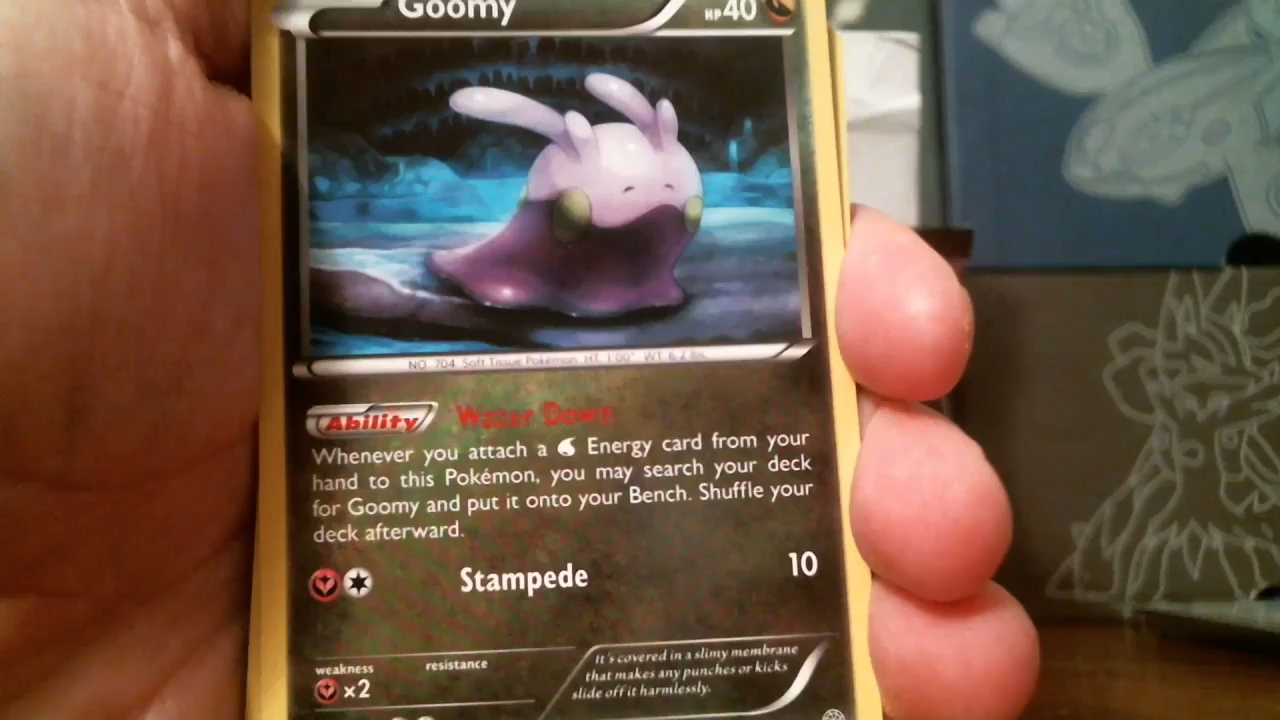 Goomy HP40
NO. 704 Soft Tissue Pokémon HT 1'00" WT 6.2 lbs.
Ability Water Down
Whenever you attach a Energy card from your
hand to this Pokémon, you may search your deck
for Goomy and put it onto your Bench. Shuffle your
deck afterward.
Stampede 10
weakness resistance
x2
It's covered in a slimy membrane
that makes any punches or kicks
slide off it harmlessly.